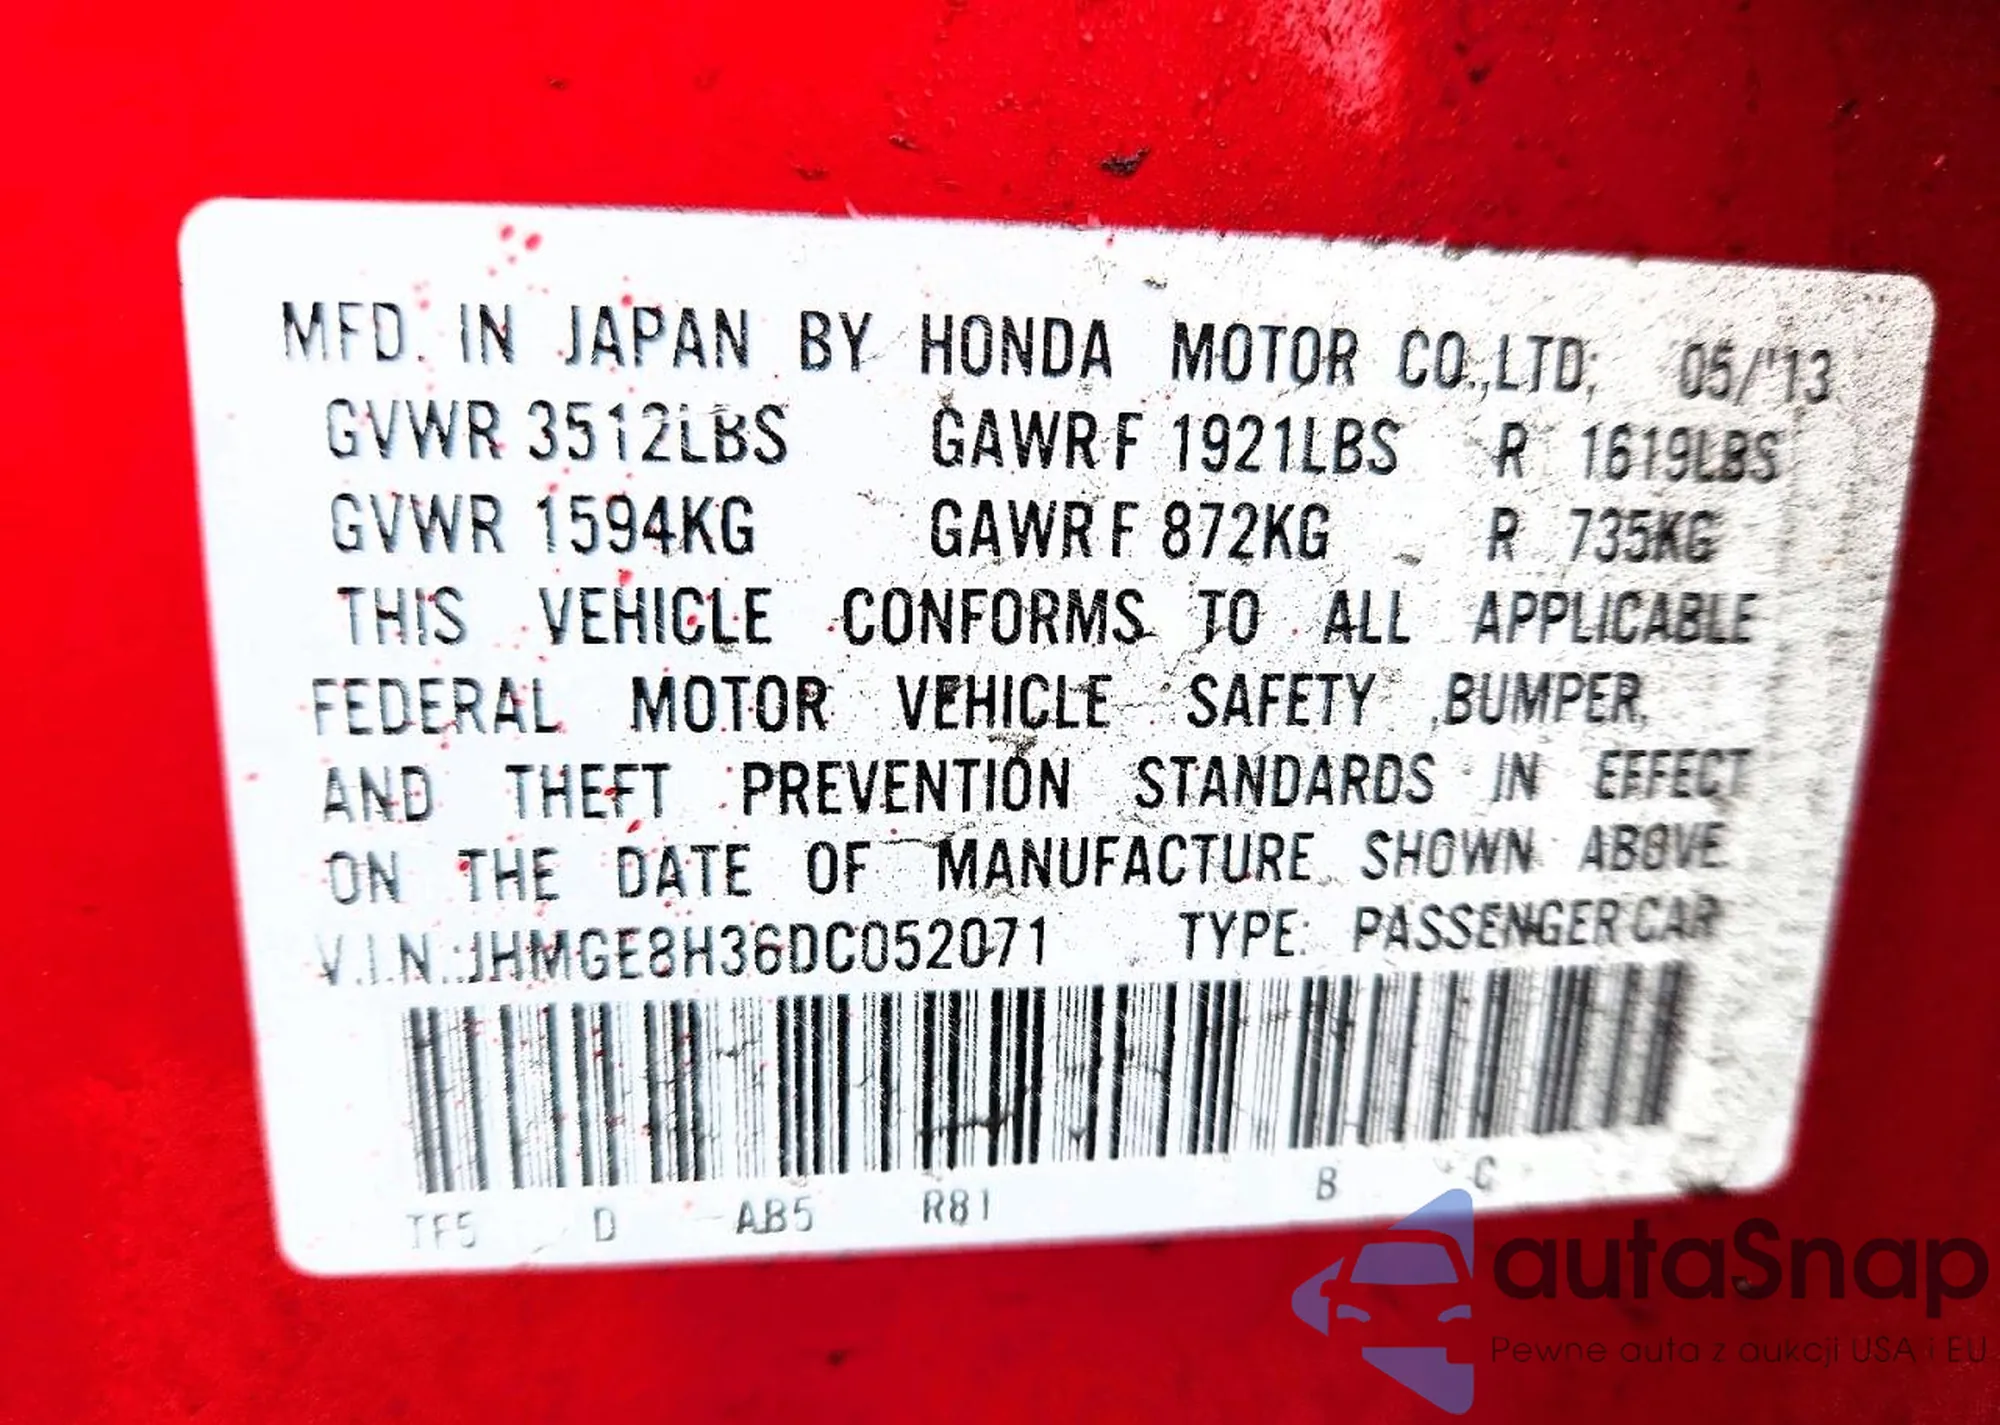 MFD. IN JAPAN BY HONDA MOTOR CO.,LTD; 05/'13
GVWR 3512LBS GAWR F 1921LBS R 1619LBS
GVWR 1594KG GAWR F 872KG R 735KG
THIS VEHICLE CONFORMS TO ALL APPLICABLE
FEDERAL MOTOR VEHICLE SAFETY, BUMPER,
AND THEFT PREVENTION STANDARDS IN EFFECT
ON THE DATE OF MANUFACTURE SHOWN ABOVE
V.I.N.:JHMGE8H36DC052071 TYPE: PASSENGER CAR
TF5 D AB5 R81 B C
autaSnap
Pewne auta z aukcji USA i EU